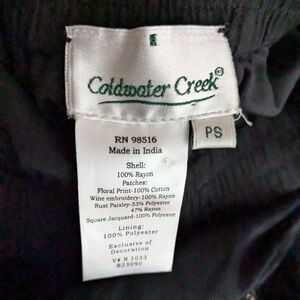 Coldwater Creek®
PS
RN 98516
Made in India
Shell:
100% Rayon
Patches:
Floral Print-100% Cotton
Wine embroidery-100% Rayon
Rust Paisley-53% Polyester
47% Rayon
Square Jacquard-100% Polyester
Lining:
100% Polyester
Exclusive of
Decoration
V# N 1033
R23090